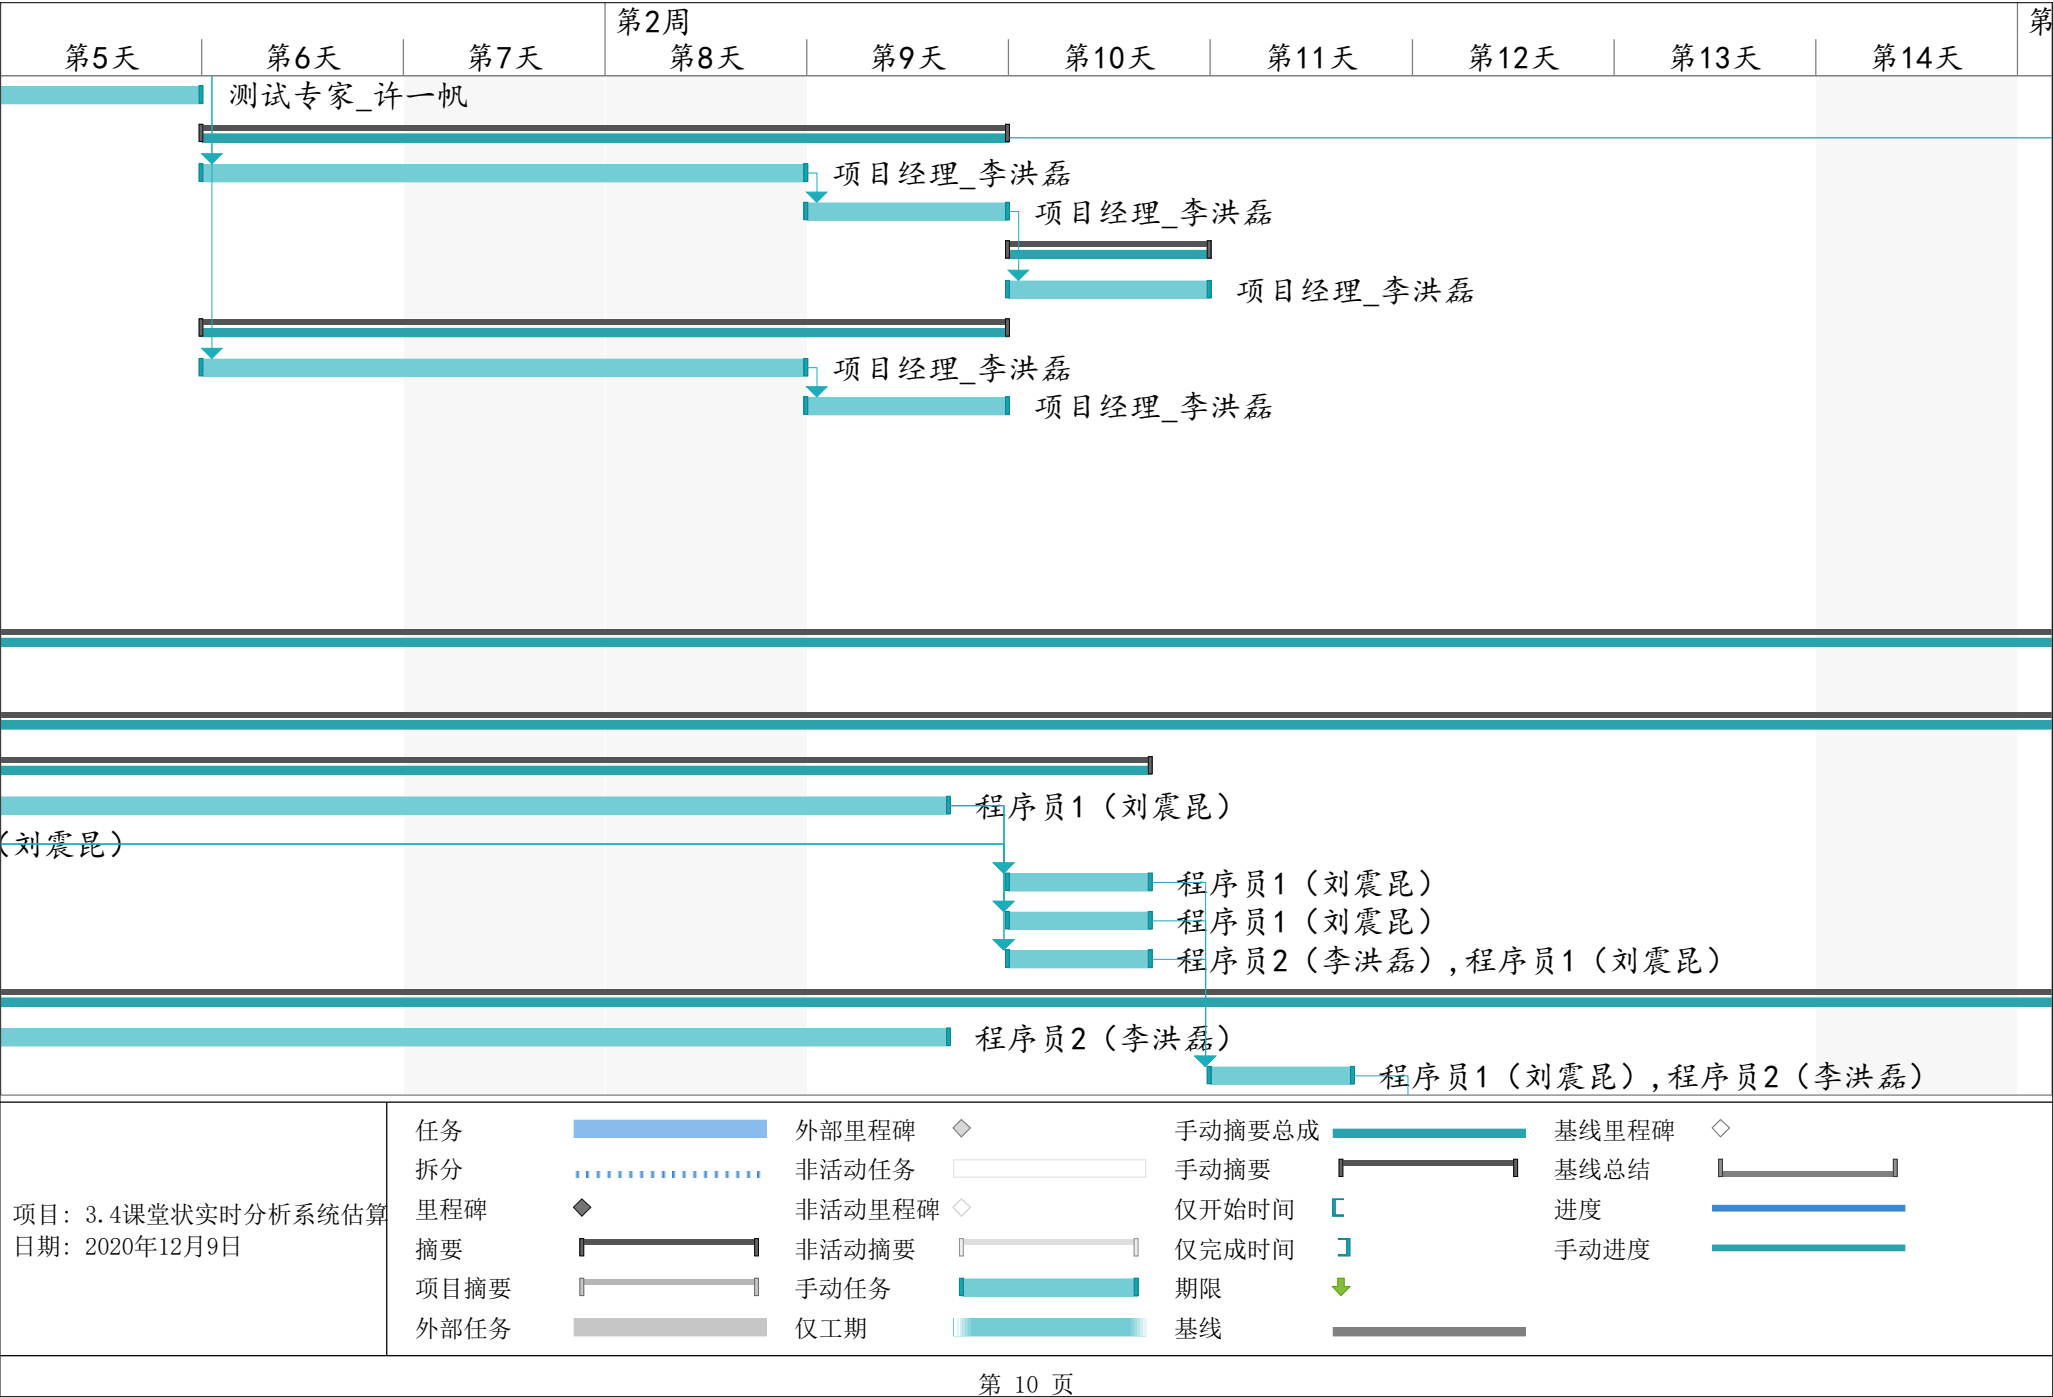 第2周
第
第5天 第6天 第7天 第8天 第9天 第10天 第11天 第12天 第13天 第14天
测试专家_许一帆
项目经理_李洪磊
项目经理_李洪磊
项目经理_李洪磊
项目经理_李洪磊
项目经理_李洪磊
程序员1（刘震昆）
（刘震昆）
程序员1（刘震昆）
程序员1（刘震昆）
程序员2（李洪磊）,程序员1（刘震昆）
程序员2（李洪磊）
程序员1（刘震昆）,程序员2（李洪磊）
项目: 3.4课堂状实时分析系统估算
日期: 2020年12月9日
任务
拆分
里程碑
摘要
项目摘要
外部任务
外部里程碑
非活动任务
非活动里程碑
非活动摘要
手动任务
仅工期
手动摘要总成
手动摘要
仅开始时间
仅完成时间
期限
基线
基线里程碑
基线总结
进度
手动进度
第 10 页